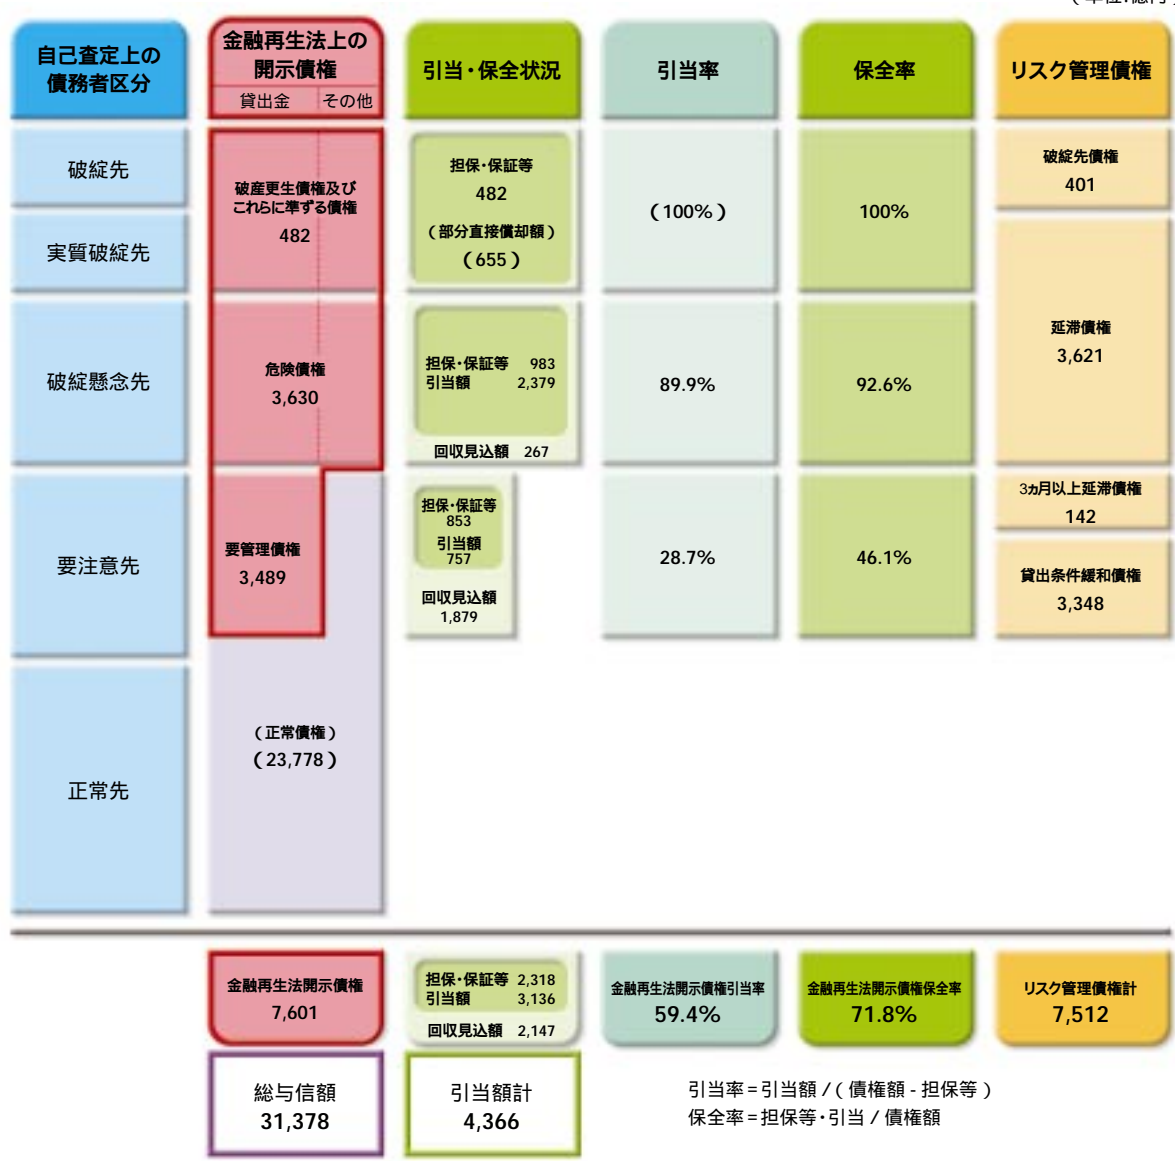 (単位:億円)
自己査定上の
債務者区分
金融再生法上の
開示債権
貸出金 その他
引当・保全状況
引当率
保全率
リスク管理債権
破綻先
実質破綻先
破産更生債権及び
これらに準ずる債権
482
担保・保証等
482
(部分直接償却額)
(655)
(100%)
100%
破綻先債権
401
破綻懸念先
危険債権
3,630
担保・保証等 983
引当額 2,379
回収見込額 267
89.9%
92.6%
延滞債権
3,621
要注意先
要管理債権
3,489
担保・保証等
853
引当額
757
回収見込額
1,879
28.7%
46.1%
3ヵ月以上延滞債権
142
貸出条件緩和債権
3,348
正常先
(正常債権)
(23,778)
金融再生法開示債権
7,601
担保・保証等 2,318
引当額 3,136
回収見込額 2,147
金融再生法開示債権引当率
59.4%
金融再生法開示債権保全率
71.8%
リスク管理債権計
7,512
総与信額
31,378
引当額計
4,366
引当率=引当額/(債権額-担保等)
保全率=担保等・引当/債権額